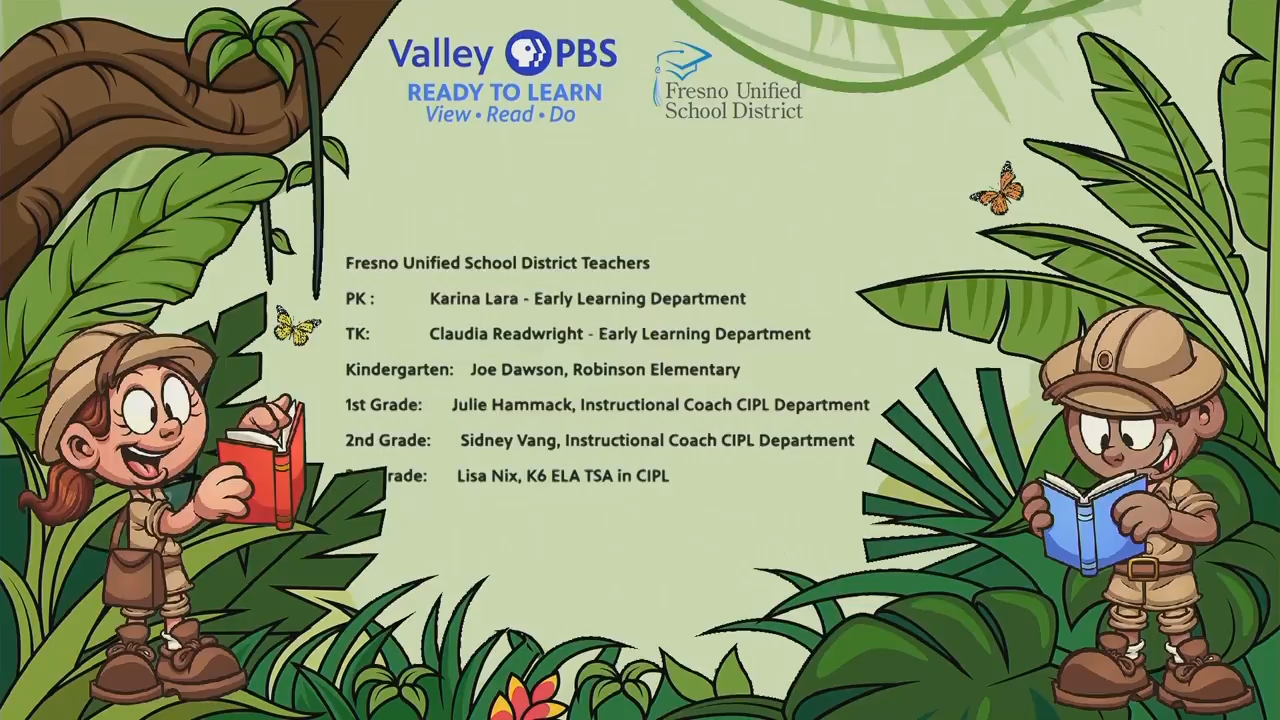 Valley PBS
READY TO LEARN
View • Read • Do
Fresno Unified
School District
Fresno Unified School District Teachers
PK : Karina Lara - Early Learning Department
TK: Claudia Readwright - Early Learning Department
Kindergarten: Joe Dawson, Robinson Elementary
1st Grade: Julie Hammack, Instructional Coach CIPL Department
2nd Grade: Sidney Vang, Instructional Coach CIPL Department
Lisa Nix, K6 ELA TSA in CIPL